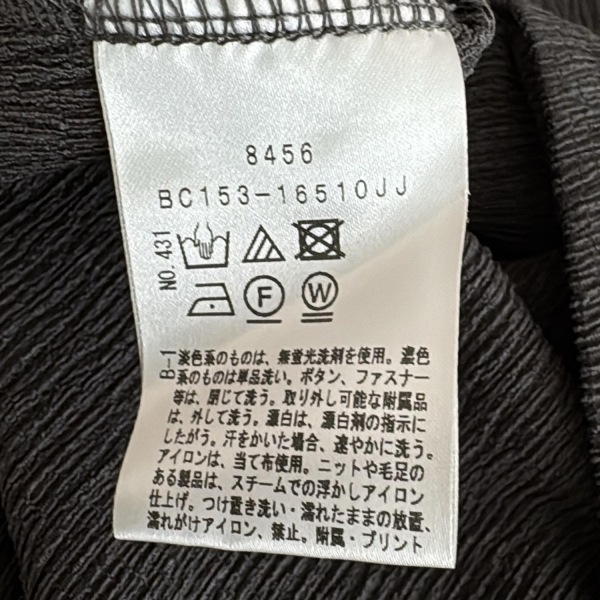 8456
BC153-16510JJ
NO.431
F W
B-1
淡色系のものは、無蛍光洗剤を使用。濃色
系のものは単品洗い。ボタン、ファスナー
等は、閉じて洗う。取り外し可能な附属品
は、外して洗う。漂白は、漂白剤の指示に
したがう。汗をかいた場合、速やかに洗う。
アイロンは、当て布使用。ニットや毛足の
ある製品は、スチームでの浮かしアイロン
仕上げ。つけ置き洗い・濡れたままの放置、
濡れがけアイロン、禁止。附属・プリント